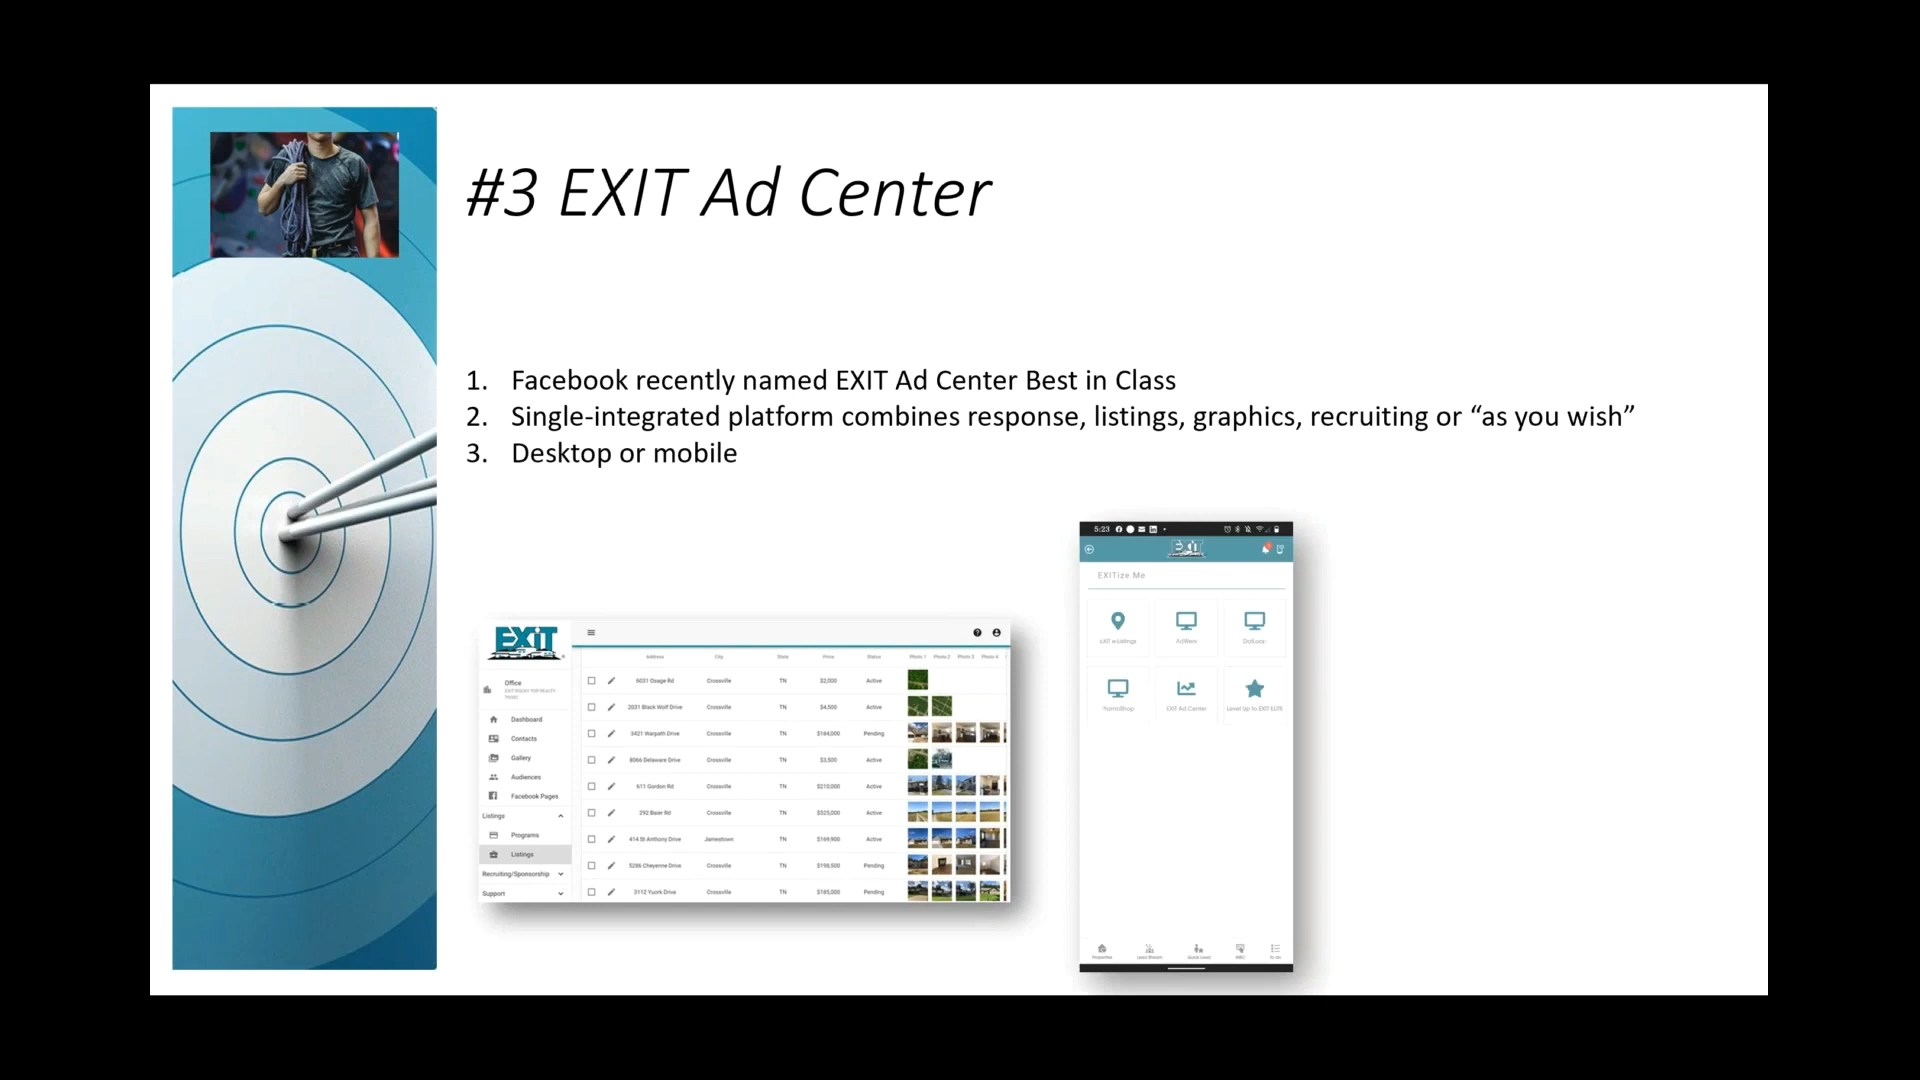 #3 EXIT Ad Center
1. Facebook recently named EXIT Ad Center Best in Class
2. Single-integrated platform combines response, listings, graphics, recruiting or “as you wish”
3. Desktop or mobile
EXIT
Office
Dashboard
Contacts
Gallery
Audiences
Facebook Pages
Listings
Programs
Listings
Recruiting/Sponsorship
Support
Address City State Price Status Photo 1 Photo 2 Photo 3 Photo 4
6031 Osage Rd Crossville TN $2,000 Active
2031 Black Wolf Drive Crossville TN $4,500 Active
3421 Warpath Drive Crossville TN $184,000 Pending
8066 Delaware Drive Crossville TN $3,500 Active
611 Gordon Rd Crossville TN $210,000 Active
292 Baier Rd Crossville TN $525,000 Active
414 St Anthony Drive Jamestown TN $169,900 Active
5286 Cheyenne Drive Crossville TN $198,500 Pending
3112 Yuork Drive Crossville TN $165,000 Pending
5:23
EXIT
EXITize Me
EXIT Ad Center
Level Up to EXIT ELITE
Properties